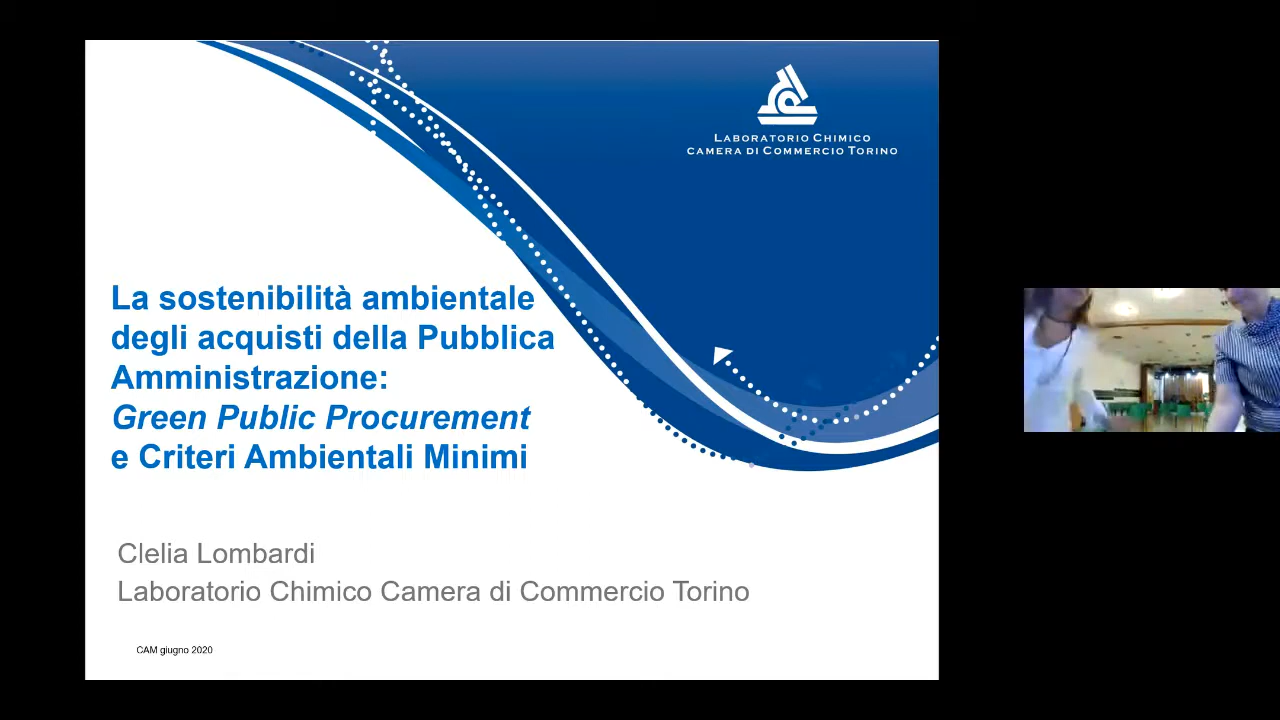 LABORATORIO CHIMICO
CAMERA DI COMMERCIO TORINO
La sostenibilità ambientale
degli acquisti della Pubblica
Amministrazione:
Green Public Procurement
e Criteri Ambientali Minimi
Clelia Lombardi
Laboratorio Chimico Camera di Commercio Torino
CAM giugno 2020